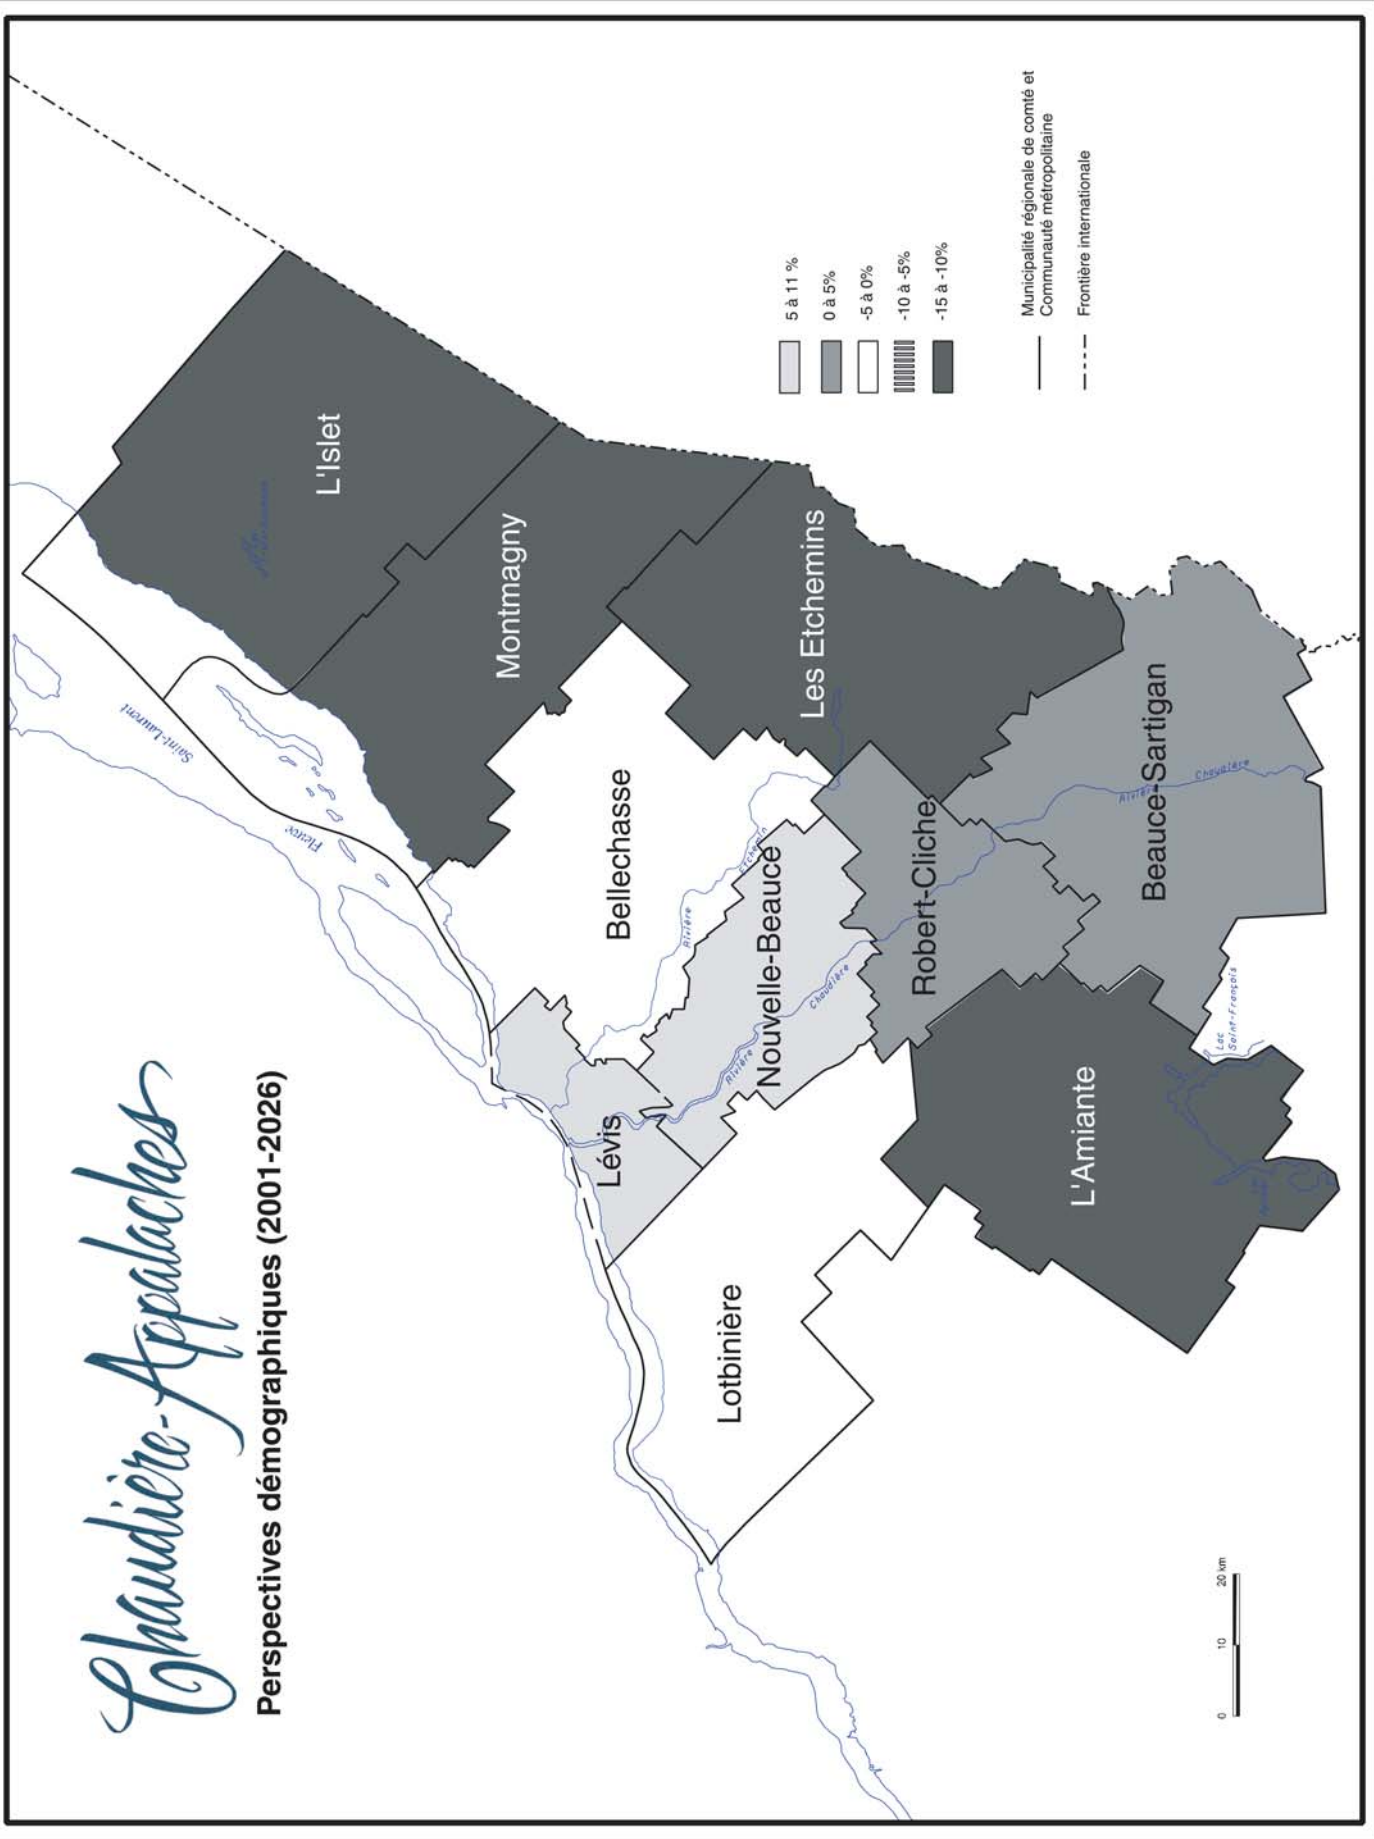 Chaudière-Appalaches
Perspectives démographiques (2001-2026)
Fleuve
Saint-Laurent
L'Islet
Montmagny
Bellechasse
Rivière
Etchemin
Les Etchemins
Lévis
Nouvelle-Beauce
Rivière
Chaudière
Lotbinière
Robert-Cliche
Beauce-Sartigan
Rivière
Chaudière
L'Amiante
Lac
Saint-François
5 à 11 %
0 à 5%
-5 à 0%
-10 à -5%
-15 à -10%
Municipalité régionale de comté et
Communauté métropolitaine
Frontière internationale
0 10 20 km